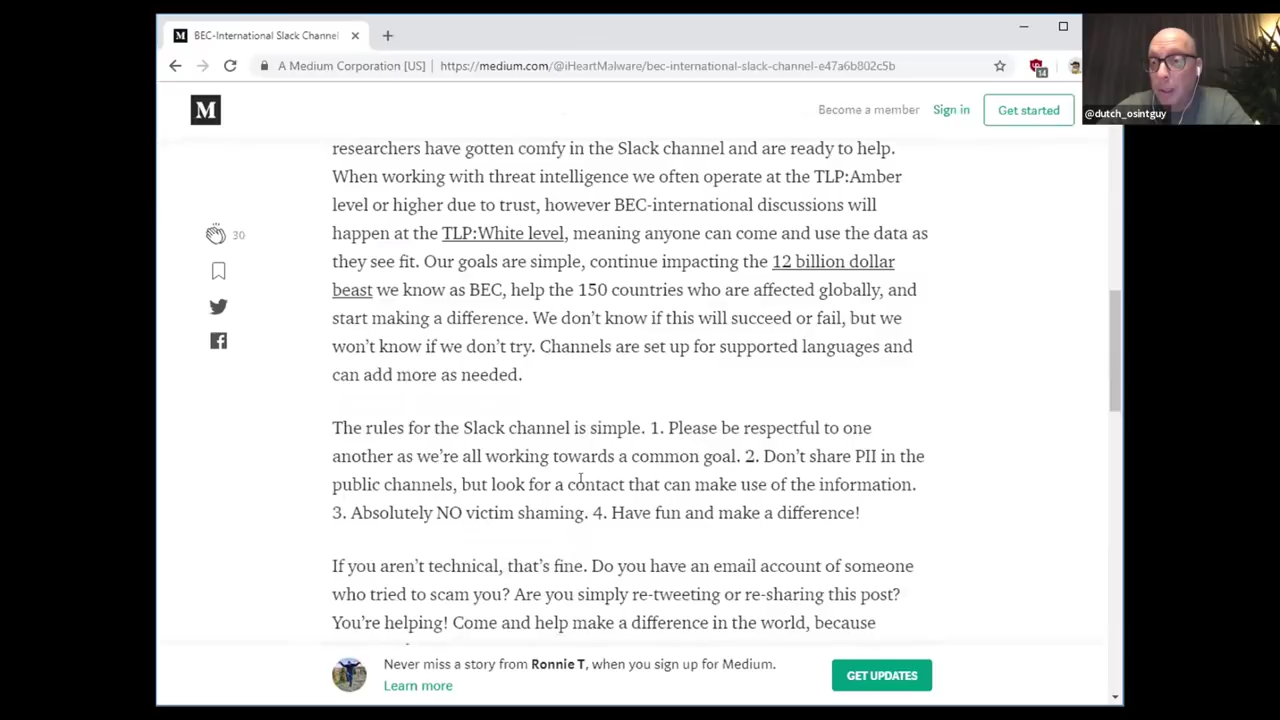 BEC-International Slack Channel
A Medium Corporation [US] | https://medium.com/@iHeartMalware/bec-international-slack-channel-e47a6b802c5b
14
@dutch_osintguy
M
Become a member
Sign in
Get started
researchers have gotten comfy in the Slack channel and are ready to help.
When working with threat intelligence we often operate at the TLP:Amber
level or higher due to trust, however BEC-international discussions will
happen at the TLP:White level, meaning anyone can come and use the data as
they see fit. Our goals are simple, continue impacting the 12 billion dollar
beast we know as BEC, help the 150 countries who are affected globally, and
start making a difference. We don’t know if this will succeed or fail, but we
won’t know if we don’t try. Channels are set up for supported languages and
can add more as needed.
30
The rules for the Slack channel is simple. 1. Please be respectful to one
another as we’re all working towards a common goal. 2. Don’t share PII in the
public channels, but look for a contact that can make use of the information.
3. Absolutely NO victim shaming. 4. Have fun and make a difference!
If you aren’t technical, that’s fine. Do you have an email account of someone
who tried to scam you? Are you simply re-tweeting or re-sharing this post?
You’re helping! Come and help make a difference in the world, because
Never miss a story from Ronnie T, when you sign up for Medium.
Learn more
GET UPDATES